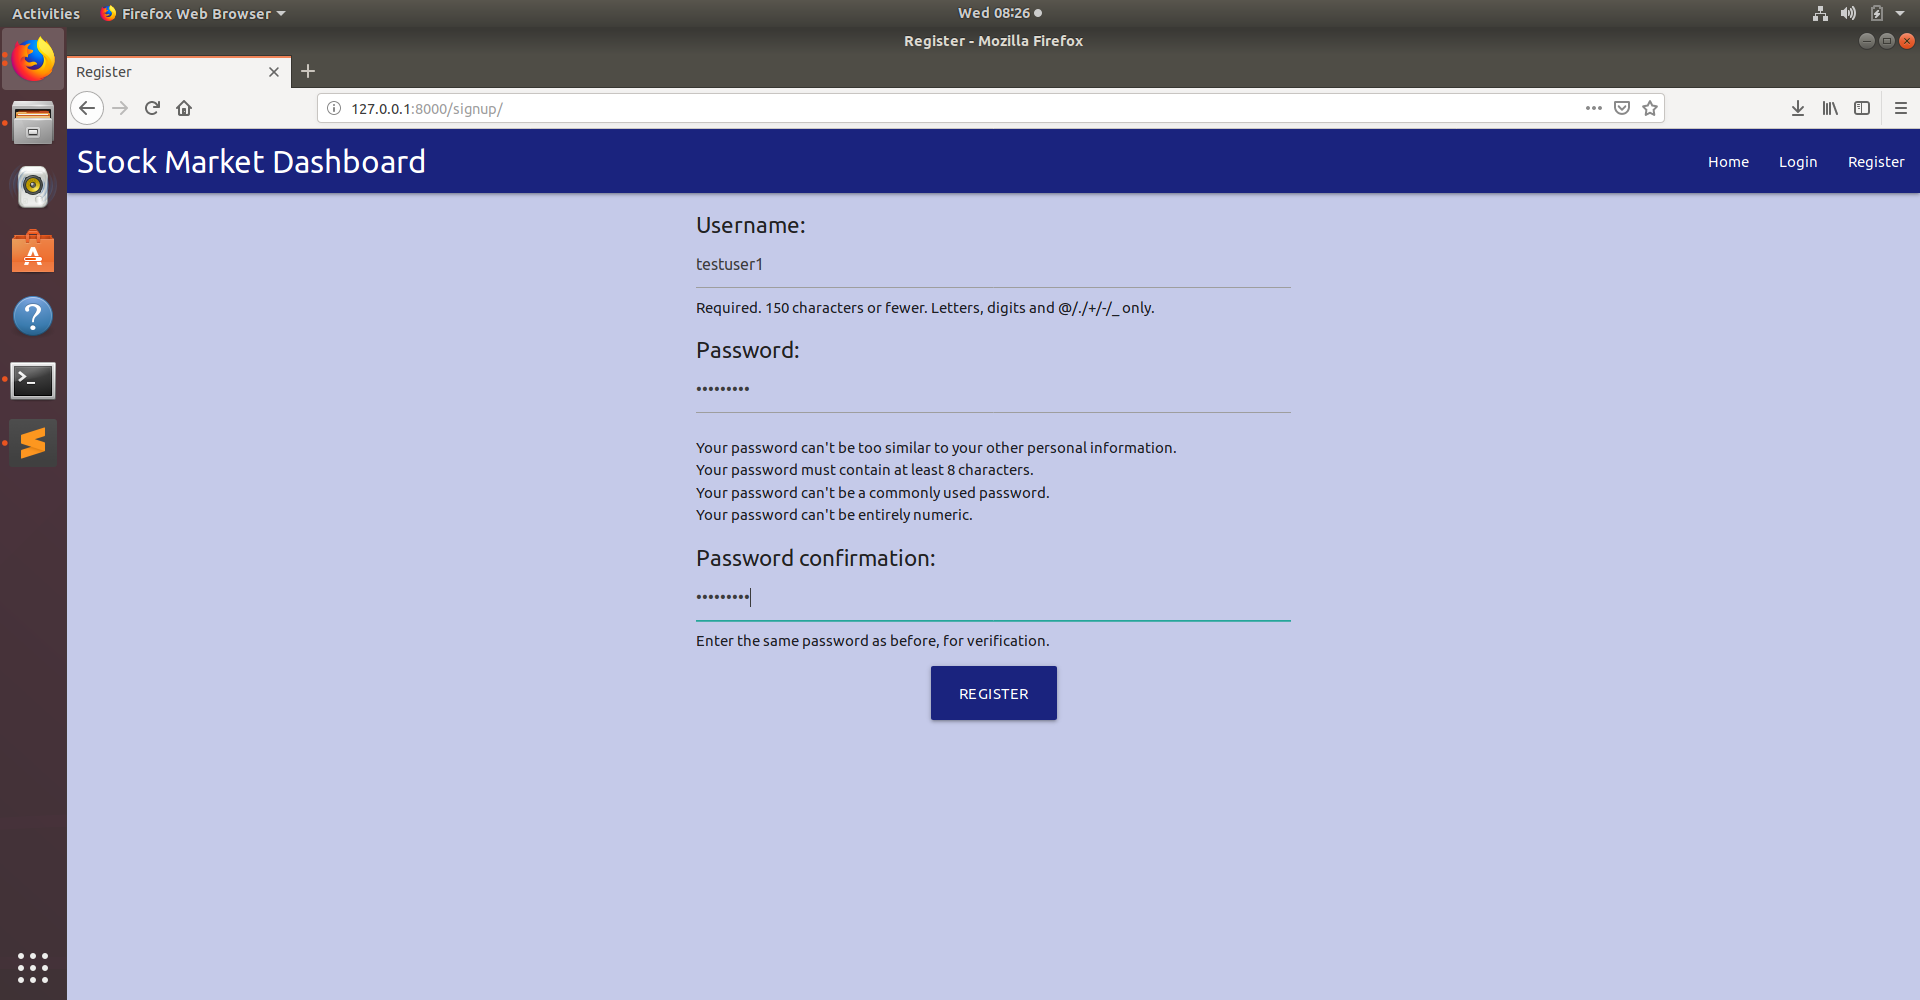 Activities Firefox Web Browser Wed 08:26
Register - Mozilla Firefox
Register
127.0.0.1:8000/signup/
Stock Market Dashboard Home Login Register
Username:
testuser1
Required. 150 characters or fewer. Letters, digits and @/./+/-/_ only.
Password:
•••••••••
Your password can't be too similar to your other personal information.
Your password must contain at least 8 characters.
Your password can't be a commonly used password.
Your password can't be entirely numeric.
Password confirmation:
•••••••••
Enter the same password as before, for verification.
REGISTER